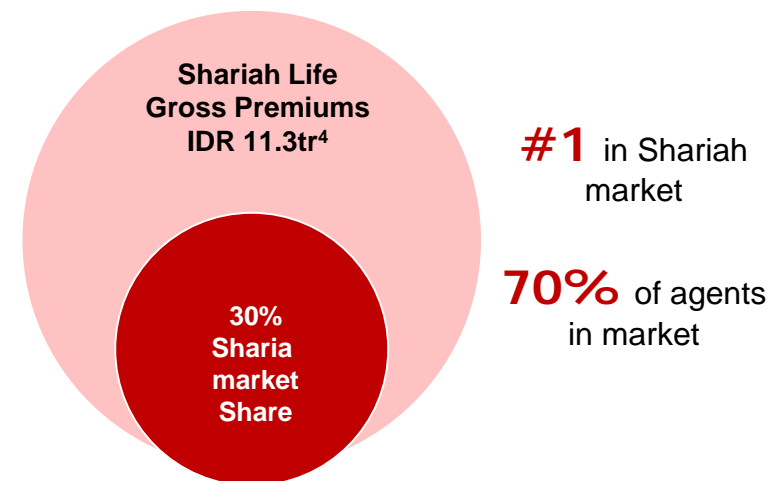 Shariah Life
Gross Premiums
IDR 11.3tr⁴
30%
Sharia
market
Share
#1 in Shariah
market
70% of agents
in market